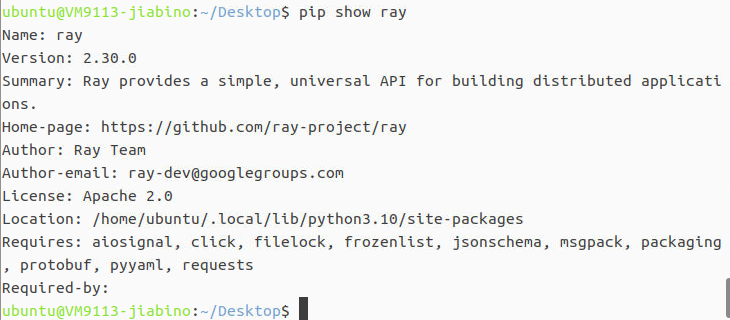 ubuntu@VM9113-jiabino:~/Desktop$ pip show ray
Name: ray
Version: 2.30.0
Summary: Ray provides a simple, universal API for building distributed applicati
ons.
Home-page: https://github.com/ray-project/ray
Author: Ray Team
Author-email: ray-dev@googlegroups.com
License: Apache 2.0
Location: /home/ubuntu/.local/lib/python3.10/site-packages
Requires: aiosignal, click, filelock, frozenlist, jsonschema, msgpack, packaging
, protobuf, pyyaml, requests
Required-by:
ubuntu@VM9113-jiabino:~/Desktop$